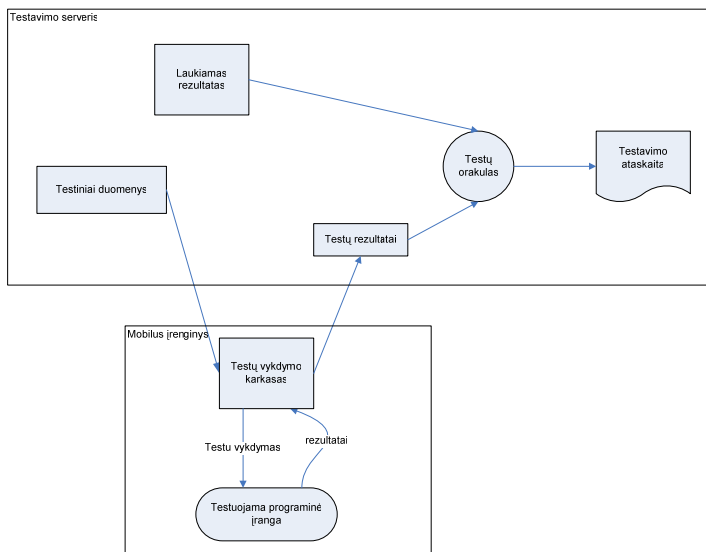 Testavimo serveris
Laukiamas
rezultatas
Testų
orakulas
Testavimo
ataskaita
Testiniai duomenys
Testų rezultatai
Mobilus įrenginys
Testų vykdymo
karkasas
Testu vykdymas
rezultatai
Testuojama programinė
įranga